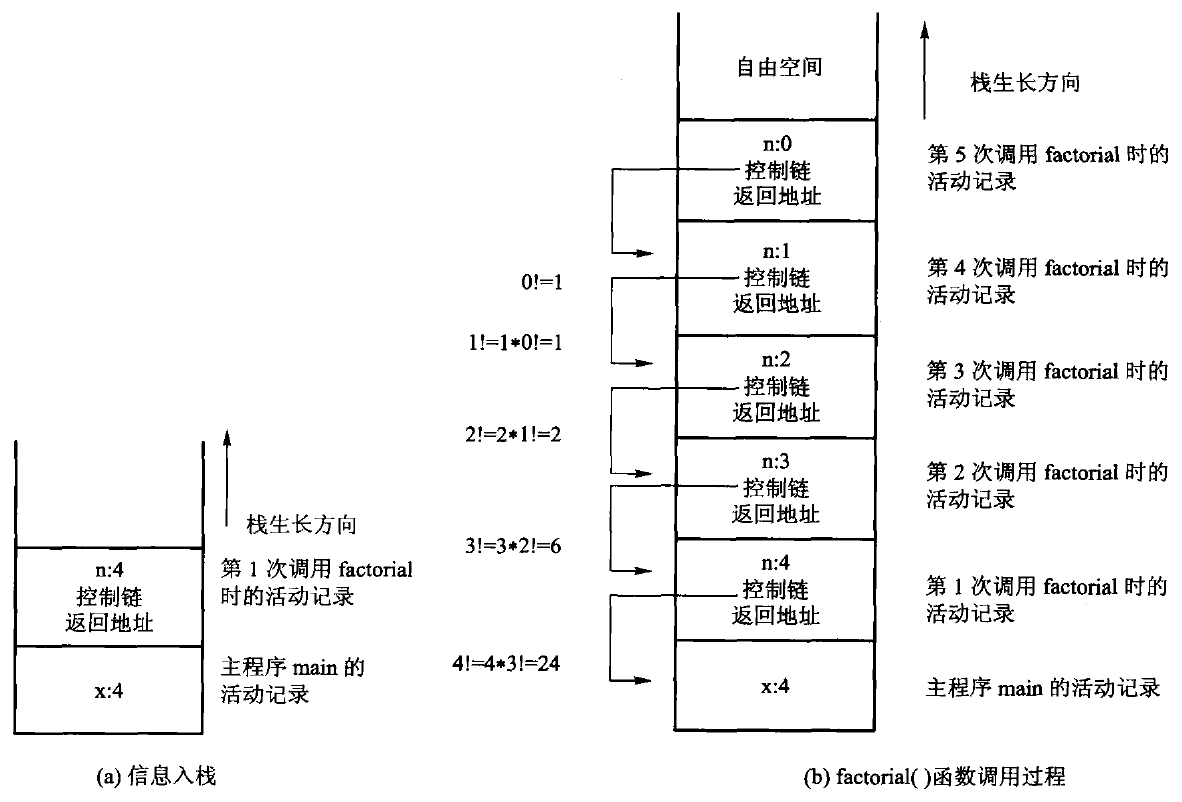 自由空间
栈生长方向
n:0
控制链
返回地址
第 5 次调用 factorial 时的
活动记录
n:1
控制链
返回地址
第 4 次调用 factorial 时的
活动记录
0!=1
1!=1*0!=1
n:2
控制链
返回地址
第 3 次调用 factorial 时的
活动记录
2!=2*1!=2
n:3
控制链
返回地址
第 2 次调用 factorial 时的
活动记录
3!=3*2!=6
n:4
控制链
返回地址
第 1 次调用 factorial 时的
活动记录
4!=4*3!=24
x:4
主程序 main 的活动记录
栈生长方向
n:4
控制链
返回地址
第 1 次调用 factorial
时的活动记录
x:4
主程序 main 的
活动记录
(a) 信息入栈
(b) factorial( )函数调用过程